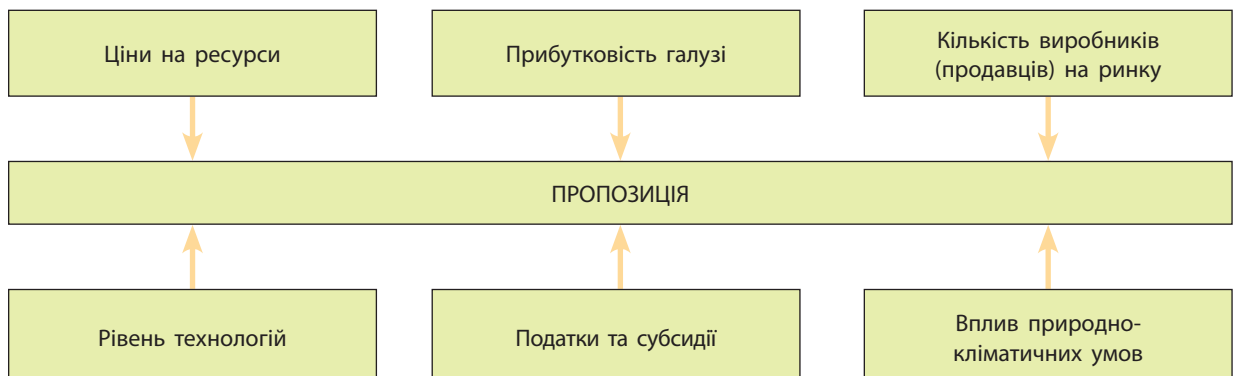 Ціни на ресурси
Прибутковість галузі
Кількість виробників
(продавців) на ринку
ПРОПОЗИЦІЯ
Рівень технологій
Податки та субсидії
Вплив природно-
кліматичних умов